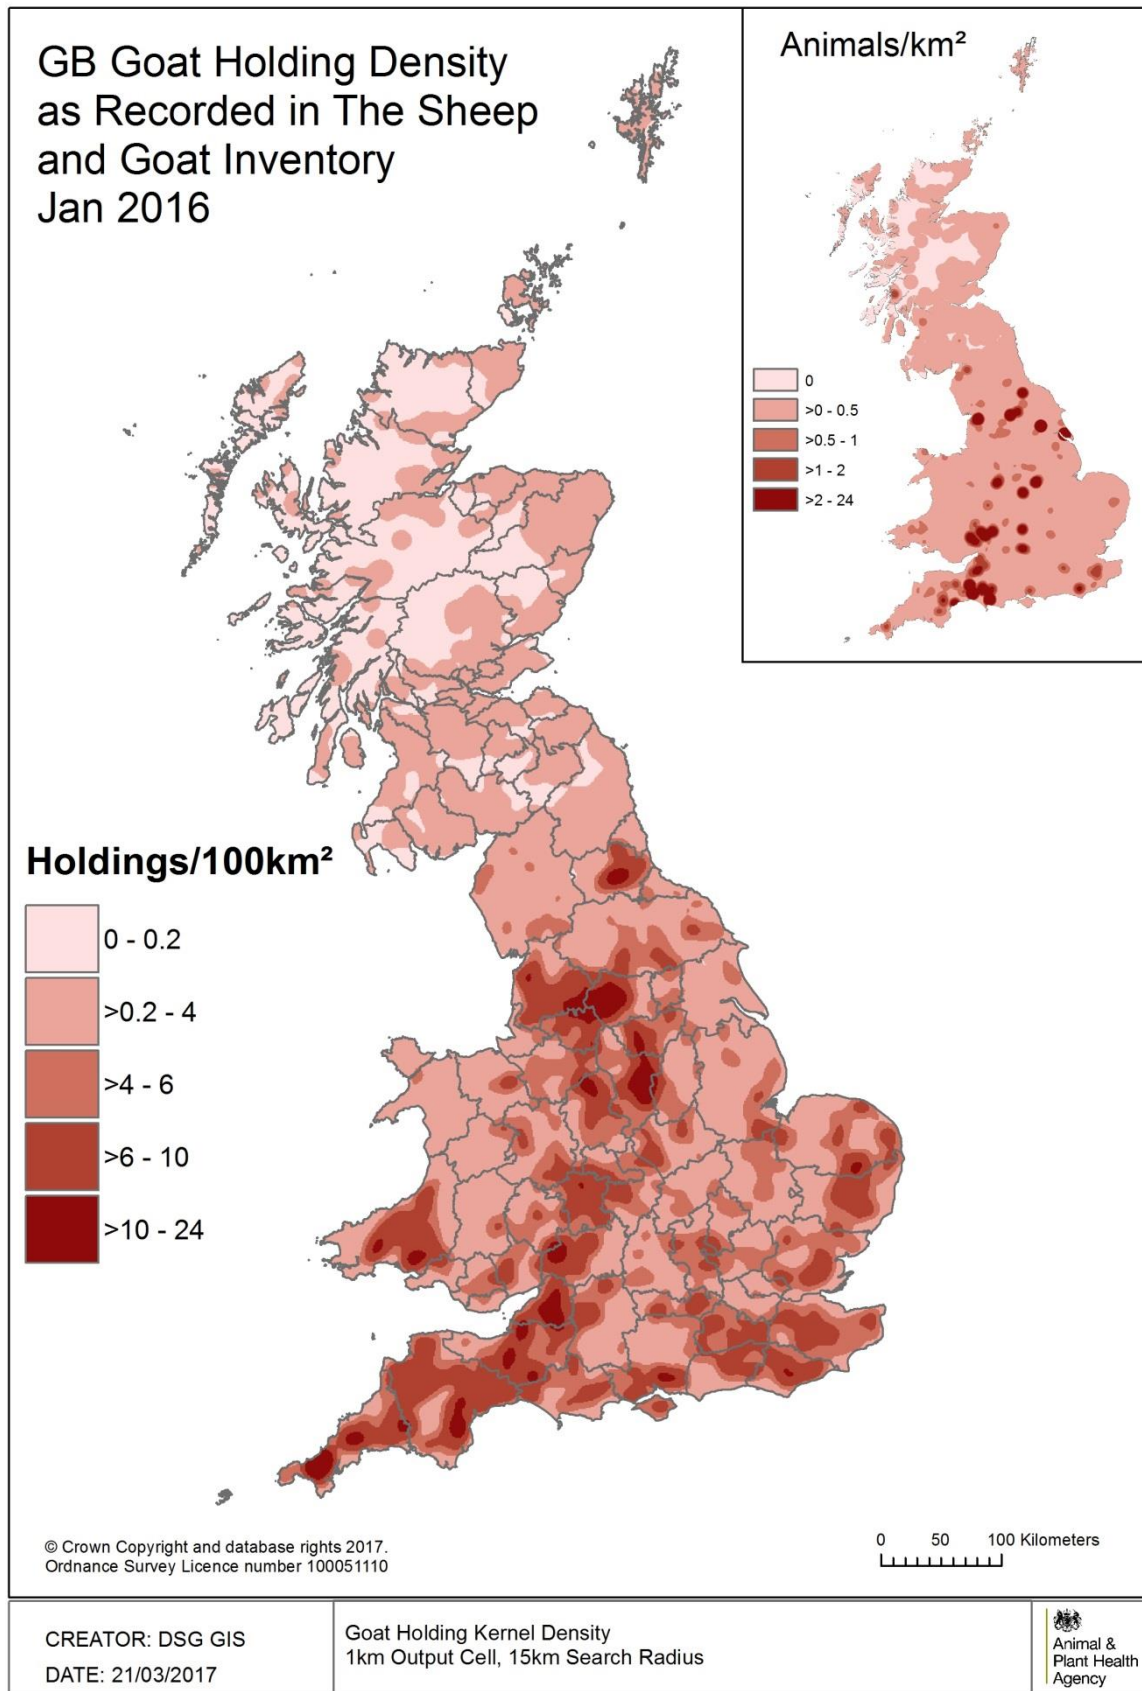 GB Goat Holding Density
as Recorded in The Sheep
and Goat Inventory
Jan 2016
Animals/km²
0
>0 - 0.5
>0.5 - 1
>1 - 2
>2 - 24
Holdings/100km²
0 - 0.2
>0.2 - 4
>4 - 6
>6 - 10
>10 - 24
© Crown Copyright and database rights 2017.
Ordnance Survey Licence number 100051110
0 50 100 Kilometers
CREATOR: DSG GIS
DATE: 21/03/2017
Goat Holding Kernel Density
1km Output Cell, 15km Search Radius
Animal &
Plant Health
Agency